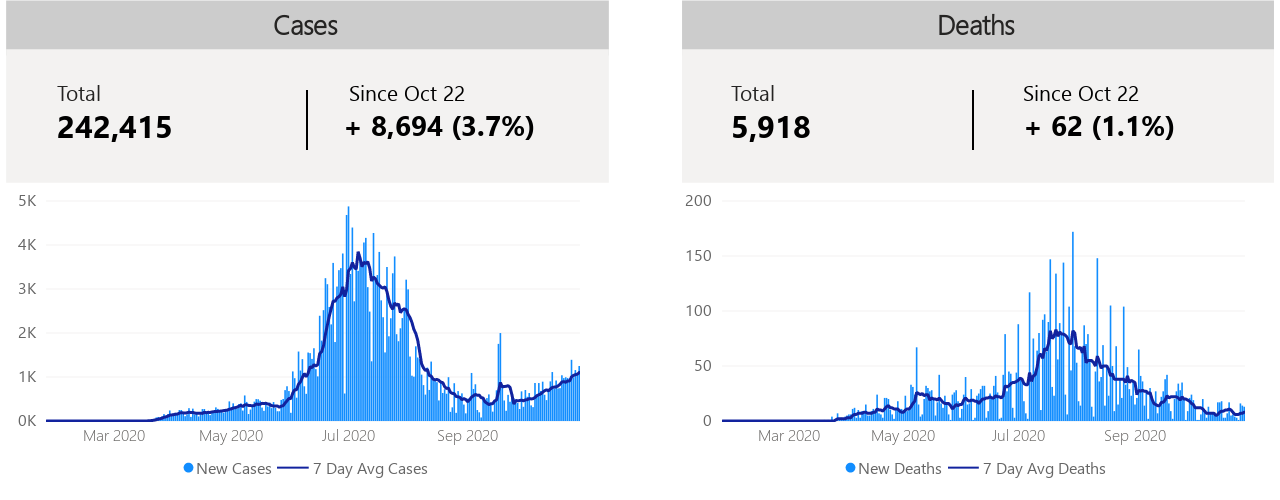 Cases
Total
242,415
Since Oct 22
+ 8,694 (3.7%)
5K
4K
3K
2K
1K
0K
Mar 2020 May 2020 Jul 2020 Sep 2020
New Cases 7 Day Avg Cases
Deaths
Total
5,918
Since Oct 22
+ 62 (1.1%)
200
150
100
50
0
Mar 2020 May 2020 Jul 2020 Sep 2020
New Deaths 7 Day Avg Deaths